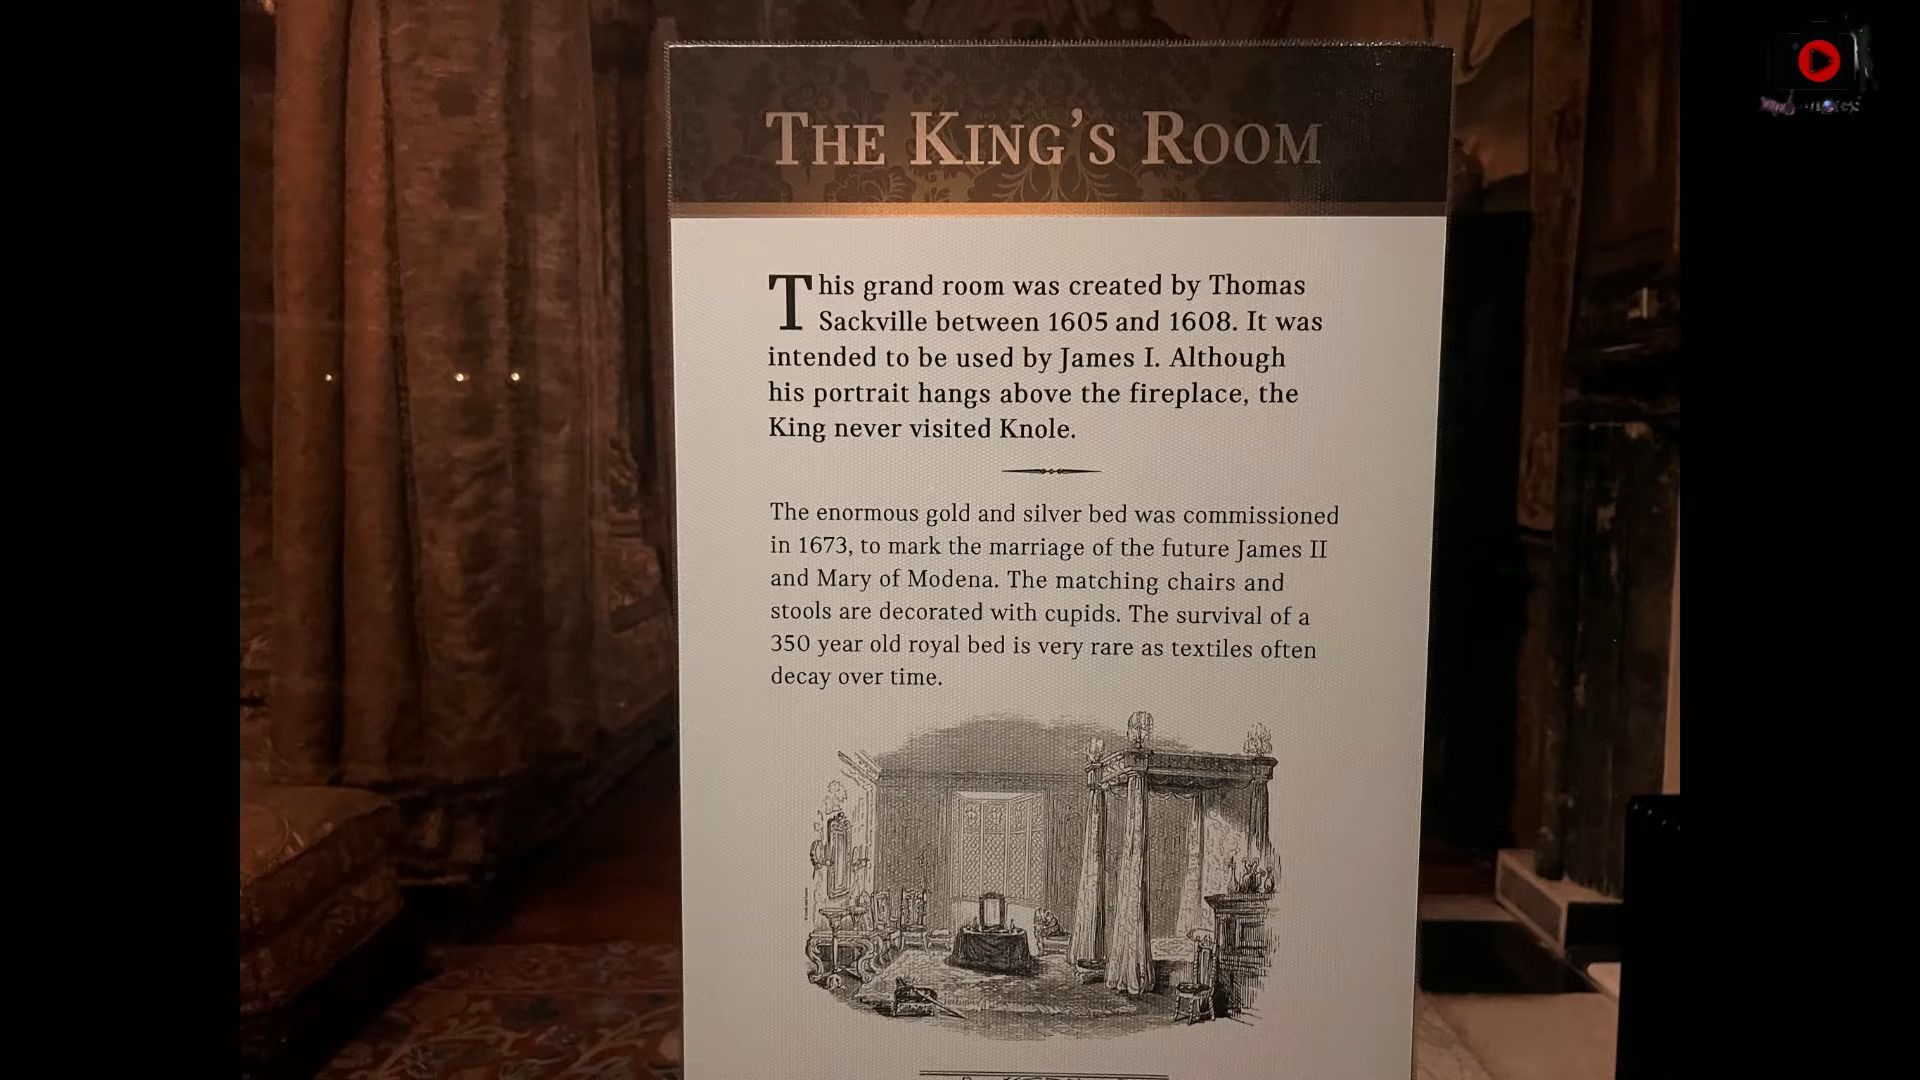 THE KING'S ROOM
This grand room was created by Thomas
Sackville between 1605 and 1608. It was
intended to be used by James I. Although
his portrait hangs above the fireplace, the
King never visited Knole.
The enormous gold and silver bed was commissioned
in 1673, to mark the marriage of the future James II
and Mary of Modena. The matching chairs and
stools are decorated with cupids. The survival of a
350 year old royal bed is very rare as textiles often
decay over time.